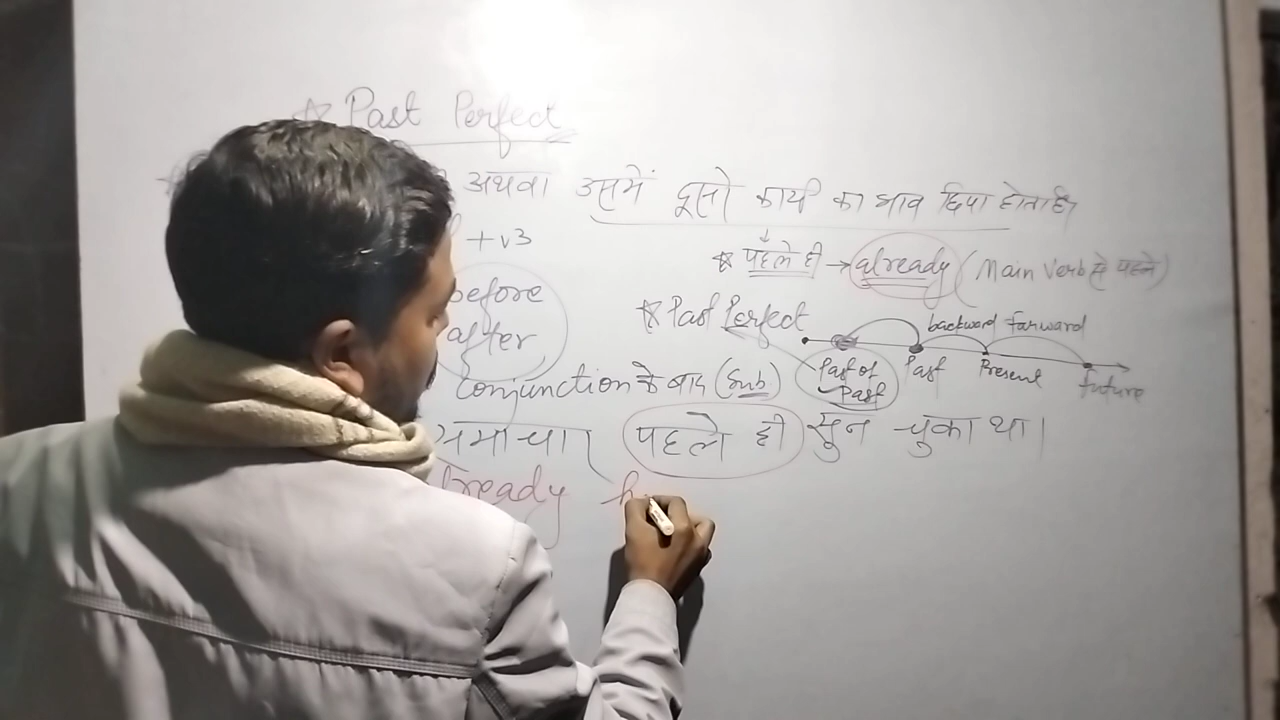 ☆ Past Perfect
अथवा उसमें दूसरे कार्य का भाव छिपा होता है।
+v3
☆ पहले ही → already (Main Verb से पहले)
before
after
☆ Past Perfect
backward forward
Past of Past
Past
Present
future
Conjunction के बाद (Sub)
समाचार पहले ही सुन चुका था।
lready h